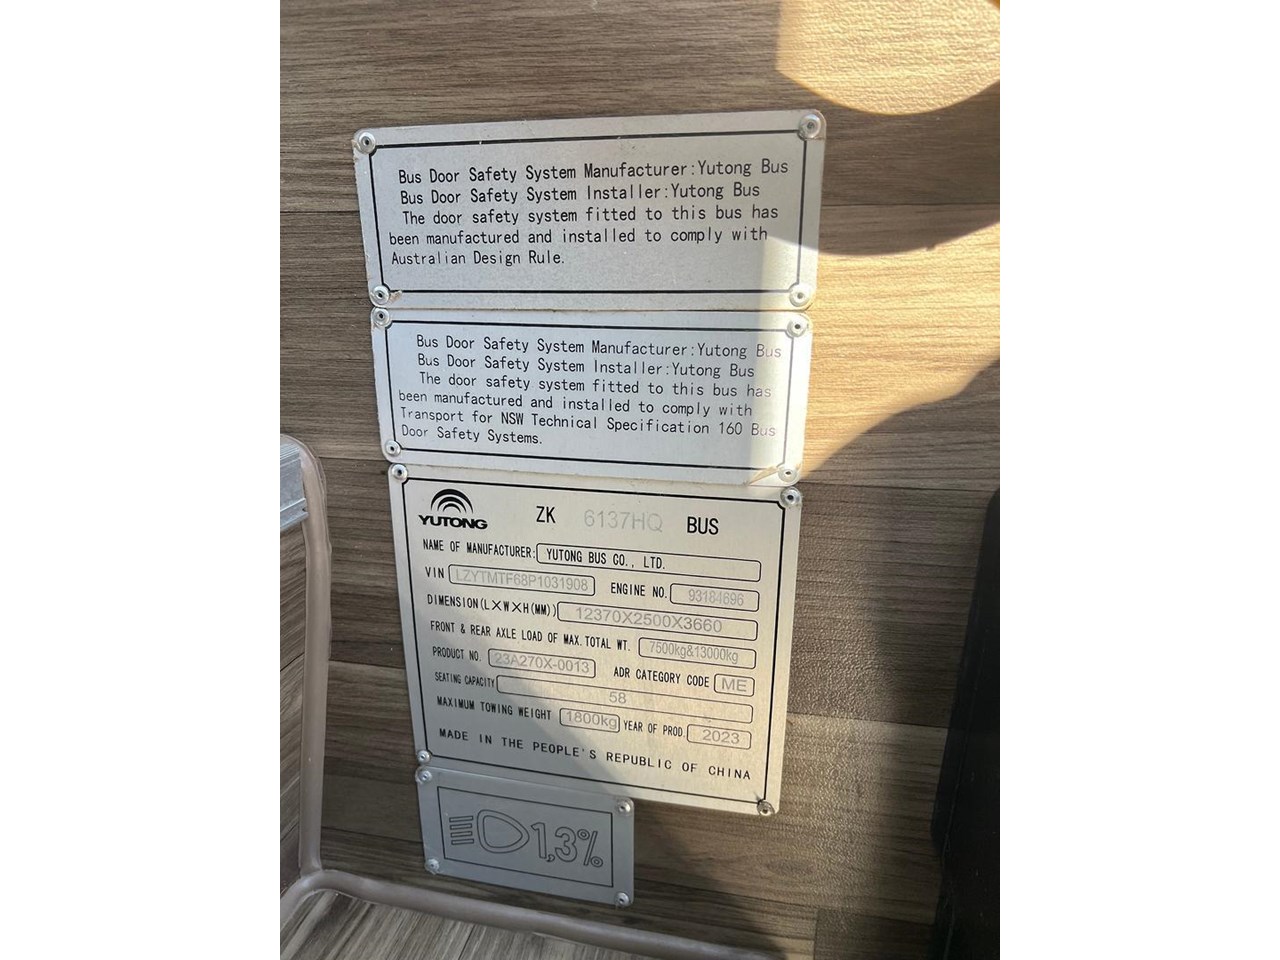 Bus Door Safety System Manufacturer:Yutong Bus
Bus Door Safety System Installer:Yutong Bus
The door safety system fitted to this bus has
been manufactured and installed to comply with
Australian Design Rule.
Bus Door Safety System Manufacturer:Yutong Bus
Bus Door Safety System Installer:Yutong Bus
The door safety system fitted to this bus has
been manufactured and installed to comply with
Transport for NSW Technical Specification 160 Bus
Door Safety Systems.
YUTONG ZK 6137HQ BUS
NAME OF MANUFACTURER: YUTONG BUS CO., LTD.
VIN LZYTMTF68P1031908 ENGINE NO. 93184696
DIMENSION(L×W×H(MM)) 12370X2500X3660
FRONT & REAR AXLE LOAD OF MAX. TOTAL WT. 7500kg&13000kg
PRODUCT NO. 23A270X-0013 ADR CATEGORY CODE ME
SEATING CAPACITY 58
MAXIMUM TOWING WEIGHT 1800kg YEAR OF PROD. 2023
MADE IN THE PEOPLE'S REPUBLIC OF CHINA
1,3%